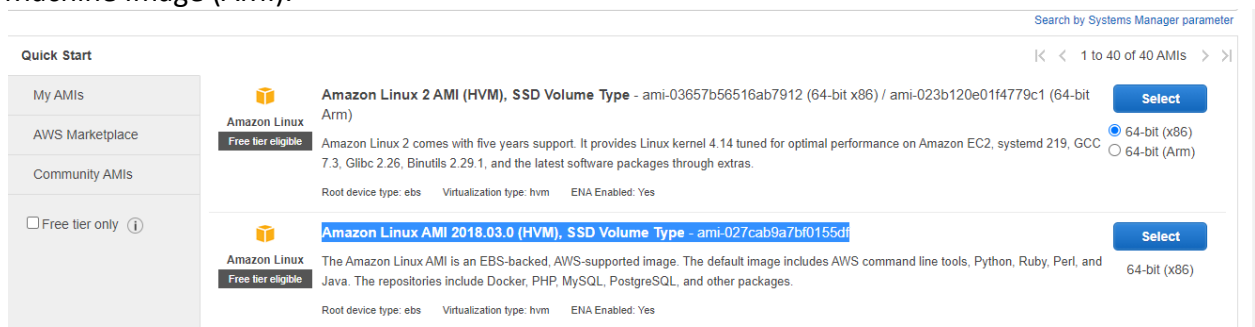 machine image (AMI).
Search by Systems Manager parameter
Quick Start
1 to 40 of 40 AMIs
My AMIs
AWS Marketplace
Community AMIs
Free tier only
Amazon Linux
Free tier eligible
Amazon Linux 2 AMI (HVM), SSD Volume Type - ami-03657b56516ab7912 (64-bit x86) / ami-023b120e01f4779c1 (64-bit
Arm)
Amazon Linux 2 comes with five years support. It provides Linux kernel 4.14 tuned for optimal performance on Amazon EC2, systemd 219, GCC
7.3, Glibc 2.26, Binutils 2.29.1, and the latest software packages through extras.
Root device type: ebs Virtualization type: hvm ENA Enabled: Yes
Select
64-bit (x86)
64-bit (Arm)
Amazon Linux
Free tier eligible
Amazon Linux AMI 2018.03.0 (HVM), SSD Volume Type - ami-027cab9a7bf0155df
The Amazon Linux AMI is an EBS-backed, AWS-supported image. The default image includes AWS command line tools, Python, Ruby, Perl, and
Java. The repositories include Docker, PHP, MySQL, PostgreSQL, and other packages.
Root device type: ebs Virtualization type: hvm ENA Enabled: Yes
Select
64-bit (x86)